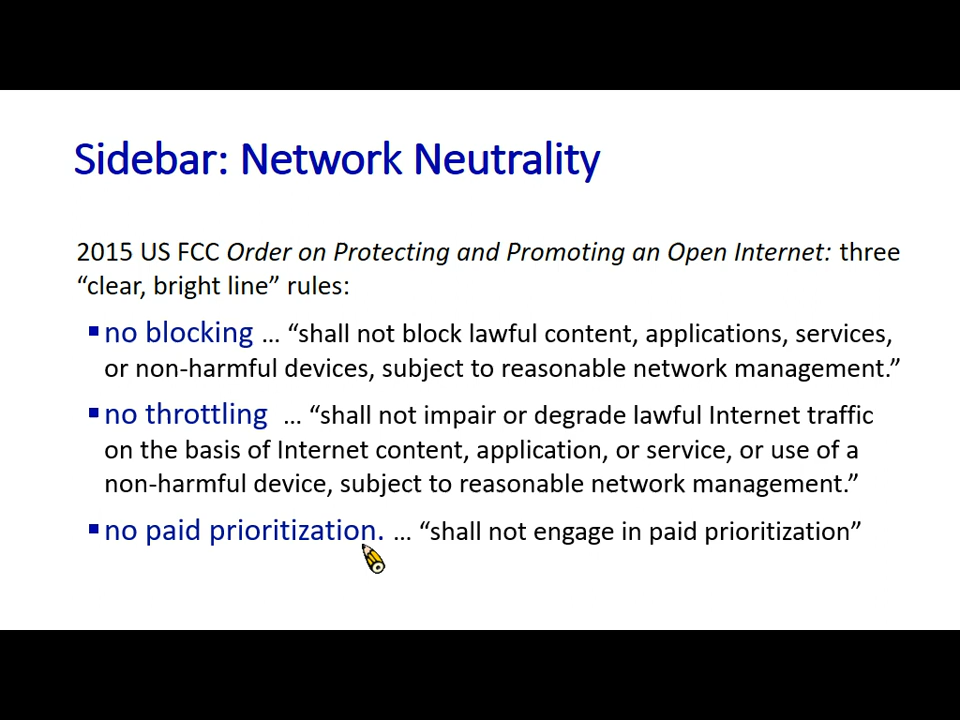 Sidebar: Network Neutrality
2015 US FCC Order on Protecting and Promoting an Open Internet: three
“clear, bright line” rules:
▪ no blocking … “shall not block lawful content, applications, services,
or non-harmful devices, subject to reasonable network management.”
▪ no throttling … “shall not impair or degrade lawful Internet traffic
on the basis of Internet content, application, or service, or use of a
non-harmful device, subject to reasonable network management.”
▪ no paid prioritization. … “shall not engage in paid prioritization”